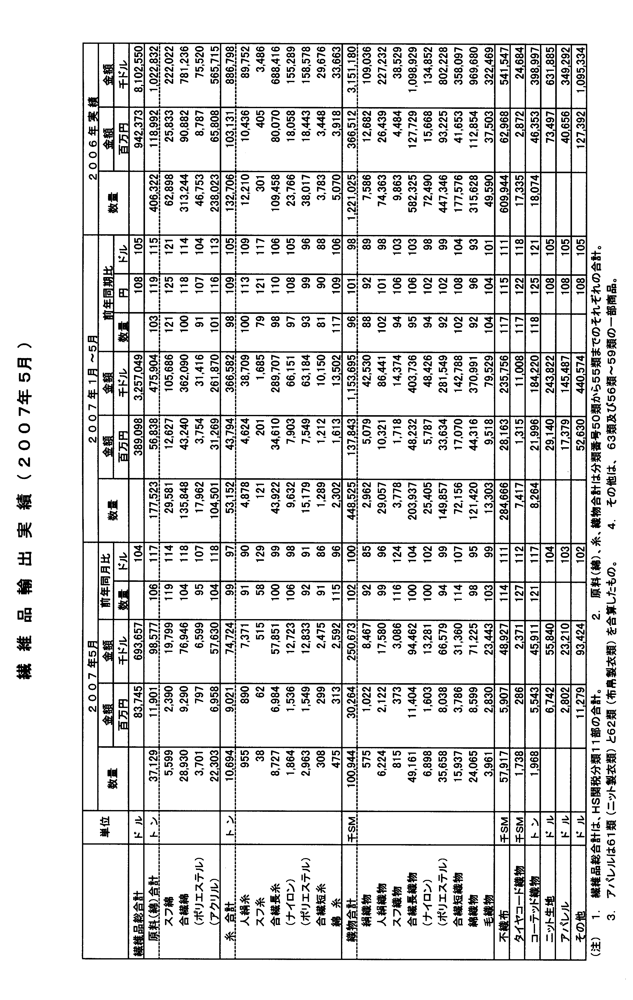 繊維品輸出実績（２００７年５月）
２００７年５月 ２００７年１月～５月 ２００６年実績
単位 数量 金額 金額 前年同月比 数量 金額 金額 前年同期比 数量 金額 金額
百万円 千ドル 数量 ドル 百万円 千ドル 数量 円 ドル 百万円 千ドル
繊維品総合計 ドル 83,745 693,657 104 389,098 3,257,049 108 105 942,373 8,102,550
原料（綿）合計 トン 37,129 11,901 98,577 106 117 177,523 56,838 475,904 103 119 115 406,322 118,992 1,022,832
スフ綿 5,599 2,390 19,799 119 114 29,581 12,627 105,686 121 125 121 62,898 25,833 222,022
合繊綿 28,930 9,290 76,946 104 118 135,848 43,240 362,090 100 118 114 313,244 90,882 781,236
（ポリエステル） 3,701 797 6,599 95 107 17,962 3,754 31,416 91 107 104 46,753 8,787 75,520
（アクリル） 22,303 6,958 57,630 104 118 104,501 31,269 261,870 101 116 113 238,023 65,808 565,715
糸 合計 トン 10,694 9,021 74,724 99 97 53,152 43,794 366,582 98 109 105 132,706 103,131 886,798
人絹糸 955 890 7,371 91 90 4,878 4,624 38,709 100 113 109 12,210 10,436 89,752
スフ糸 38 62 515 58 129 121 201 1,685 79 121 117 301 405 3,486
合繊長糸 8,727 6,984 57,851 100 99 43,922 34,610 289,707 98 110 106 109,458 80,070 688,416
（ナイロン） 1,864 1,536 12,723 106 98 9,632 7,903 66,151 97 108 105 23,766 18,058 155,289
（ポリエステル） 2,963 1,549 12,833 92 91 15,179 7,549 63,184 93 99 96 38,017 18,443 158,578
合繊短糸 308 299 2,475 91 86 1,289 1,212 10,150 81 90 88 3,783 3,448 29,676
綿 糸 475 313 2,592 115 96 2,302 1,613 13,502 117 109 106 5,070 3,918 33,663
織物合計 千SM 100,944 30,264 250,673 102 100 448,525 137,843 1,153,695 96 101 98 1,221,025 366,512 3,151,180
絹織物 575 1,022 8,467 92 85 2,962 5,079 42,530 88 92 89 7,586 12,682 109,036
人絹織物 6,224 2,122 17,580 99 96 29,057 10,321 86,441 102 101 98 74,363 26,439 227,232
スフ織物 815 373 3,086 116 124 3,778 1,718 14,374 94 106 103 9,863 4,484 38,529
合繊長織物 49,161 11,404 94,462 100 104 203,937 48,232 403,736 95 106 103 582,325 127,729 1,098,929
（ナイロン） 6,898 1,603 13,281 100 102 25,405 5,787 48,426 94 102 98 72,490 15,668 134,852
（ポリエステル） 35,658 8,038 66,579 94 99 149,857 33,634 281,549 92 102 99 447,346 93,225 802,228
合繊短織物 15,937 3,786 31,360 114 107 72,156 17,070 142,788 102 108 104 177,576 41,653 358,097
綿織物 24,065 8,599 71,225 98 95 121,420 44,316 370,991 92 96 93 315,628 112,854 969,680
毛織物 3,961 2,830 23,443 103 99 13,303 9,518 79,529 104 104 101 49,590 37,503 322,469
不織布 千SM 57,917 5,907 48,927 114 111 284,666 28,163 235,756 117 115 111 609,944 62,968 541,547
タイヤコード織物 千SM 1,738 286 2,371 127 112 7,417 1,315 11,008 117 122 118 17,335 2,872 24,684
コーテッド織物 トン 1,968 5,543 45,911 121 117 8,264 21,996 184,220 118 125 121 18,074 46,353 398,997
ニット生地 ドル 6,742 55,840 104 29,140 243,822 108 105 73,497 631,885
アパレル ドル 2,802 23,210 103 17,379 145,487 108 105 40,656 349,292
その他 ドル 11,279 93,424 102 52,630 440,574 108 105 127,392 1,095,334
（注） １．繊維品総合計は、HS関税分類１１部の合計。 ２．原料（綿）、糸、織物合計は分類番号５０類から５５類までのそれぞれの合計。
３．アパレルは６１類（ニット製衣類）と６２類（布帛製衣類）を合算したもの。 ４．その他は、６３類及び５６類～５９類の一部商品。